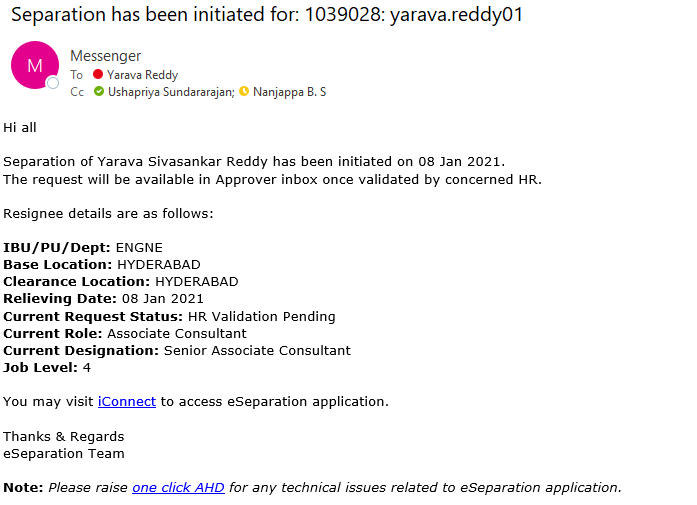 Separation has been initiated for: 1039028: yarava.reddy01
M
Messenger
To Yarava Reddy
Cc Ushapriya Sundararajan; Nanjappa B. S
Hi all
Separation of Yarava Sivasankar Reddy has been initiated on 08 Jan 2021.
The request will be available in Approver inbox once validated by concerned HR.
Resignee details are as follows:
IBU/PU/Dept: ENGNE
Base Location: HYDERABAD
Clearance Location: HYDERABAD
Relieving Date: 08 Jan 2021
Current Request Status: HR Validation Pending
Current Role: Associate Consultant
Current Designation: Senior Associate Consultant
Job Level: 4
You may visit iConnect to access eSeparation application.
Thanks & Regards
eSeparation Team
Note: Please raise one click AHD for any technical issues related to eSeparation application.